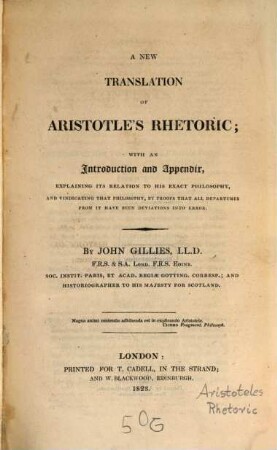 A NEW
TRANSLATION
OF
ARISTOTLE'S RHETORIC;
WITH AN
Introduction and Appendix,
EXPLAINING ITS RELATION TO HIS EXACT PHILOSOPHY,
AND VINDICATING THAT PHILOSOPHY, BY PROOFS THAT ALL DEPARTURES
FROM IT HAVE BEEN DEVIATIONS INTO ERROR.
BY JOHN GILLIES, LL.D.
F.R.S. & S.A. LOND. F.R.S. EDINB.
SOC. INSTIT. PARIS, ET ACAD. REGIÆ GOTTING. CORRESP.; AND
HISTORIOGRAPHER TO HIS MAJESTY FOR SCOTLAND.
Magna animi contentio adhibenda est in explicando Aristotele.
Cicero Fragment. Philosoph.
LONDON:
PRINTED FOR T. CADELL, IN THE STRAND;
AND W. BLACKWOOD, EDINBURGH.
1823.
Aristoteles
Rhetoric
50G